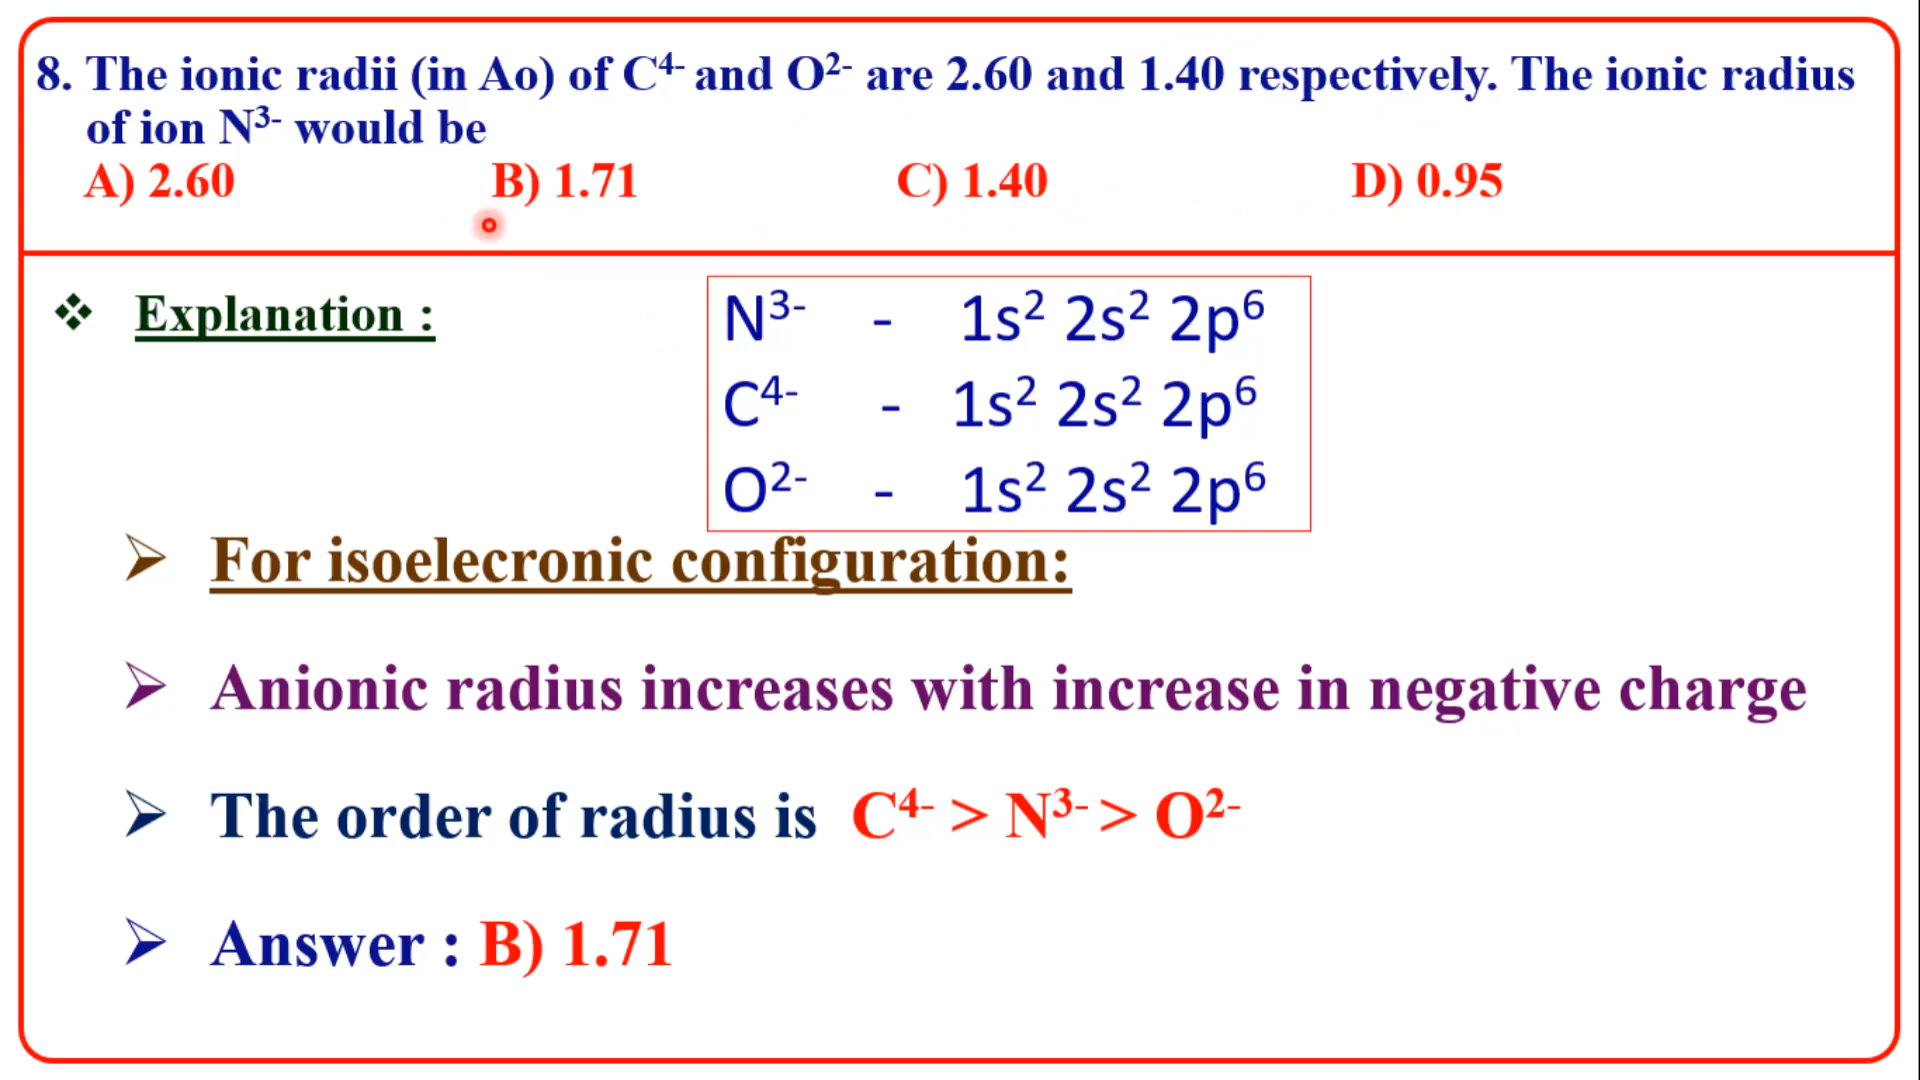 8. The ionic radii (in Ao) of C⁴⁻ and O²⁻ are 2.60 and 1.40 respectively. The ionic radius
of ion N³⁻ would be
A) 2.60 B) 1.71 C) 1.40 D) 0.95
❖ Explanation :
N³⁻ - 1s² 2s² 2p⁶
C⁴⁻ - 1s² 2s² 2p⁶
O²⁻ - 1s² 2s² 2p⁶
➢ For isoelecronic configuration:
➢ Anionic radius increases with increase in negative charge
➢ The order of radius is C⁴⁻ > N³⁻ > O²⁻
➢ Answer : B) 1.71